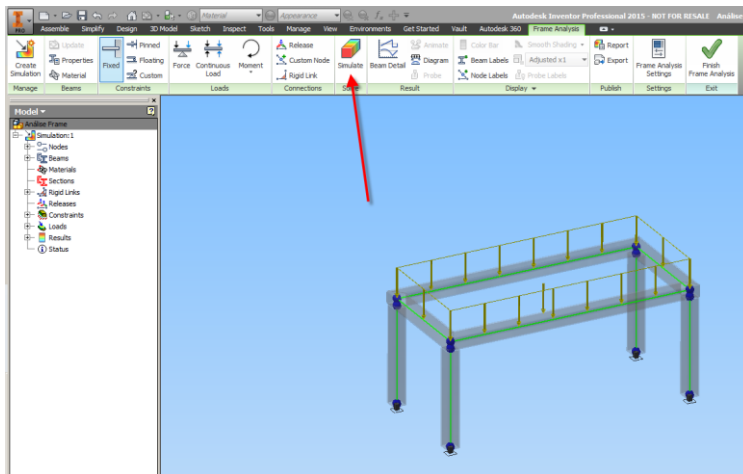 PRO
Material
Appearance
Autodesk Inventor Professional 2015 - NOT FOR RESALE Análise
Assemble Simplify Design 3D Model Sketch Inspect Tools Manage View Environments Get Started Vault Autodesk 360 Frame Analysis
Create Simulation
Update
Properties
Material
Fixed
Pinned
Floating
Custom
Force
Continuous Load
Moment
Release
Custom Node
Rigid Link
Simulate
Beam Detail
Animate
Diagram
Probe
Color Bar
Beam Labels
Node Labels
Smooth Shading
Adjusted x1
Probe Labels
Report
Export
Frame Analysis Settings
Finish Frame Analysis
Manage Beams Constraints Loads Connections Result Display Publish Settings Exit
Model
Análise Frame
Simulation:1
Nodes
Beams
Materials
Sections
Rigid Links
Releases
Constraints
Loads
Results
Status